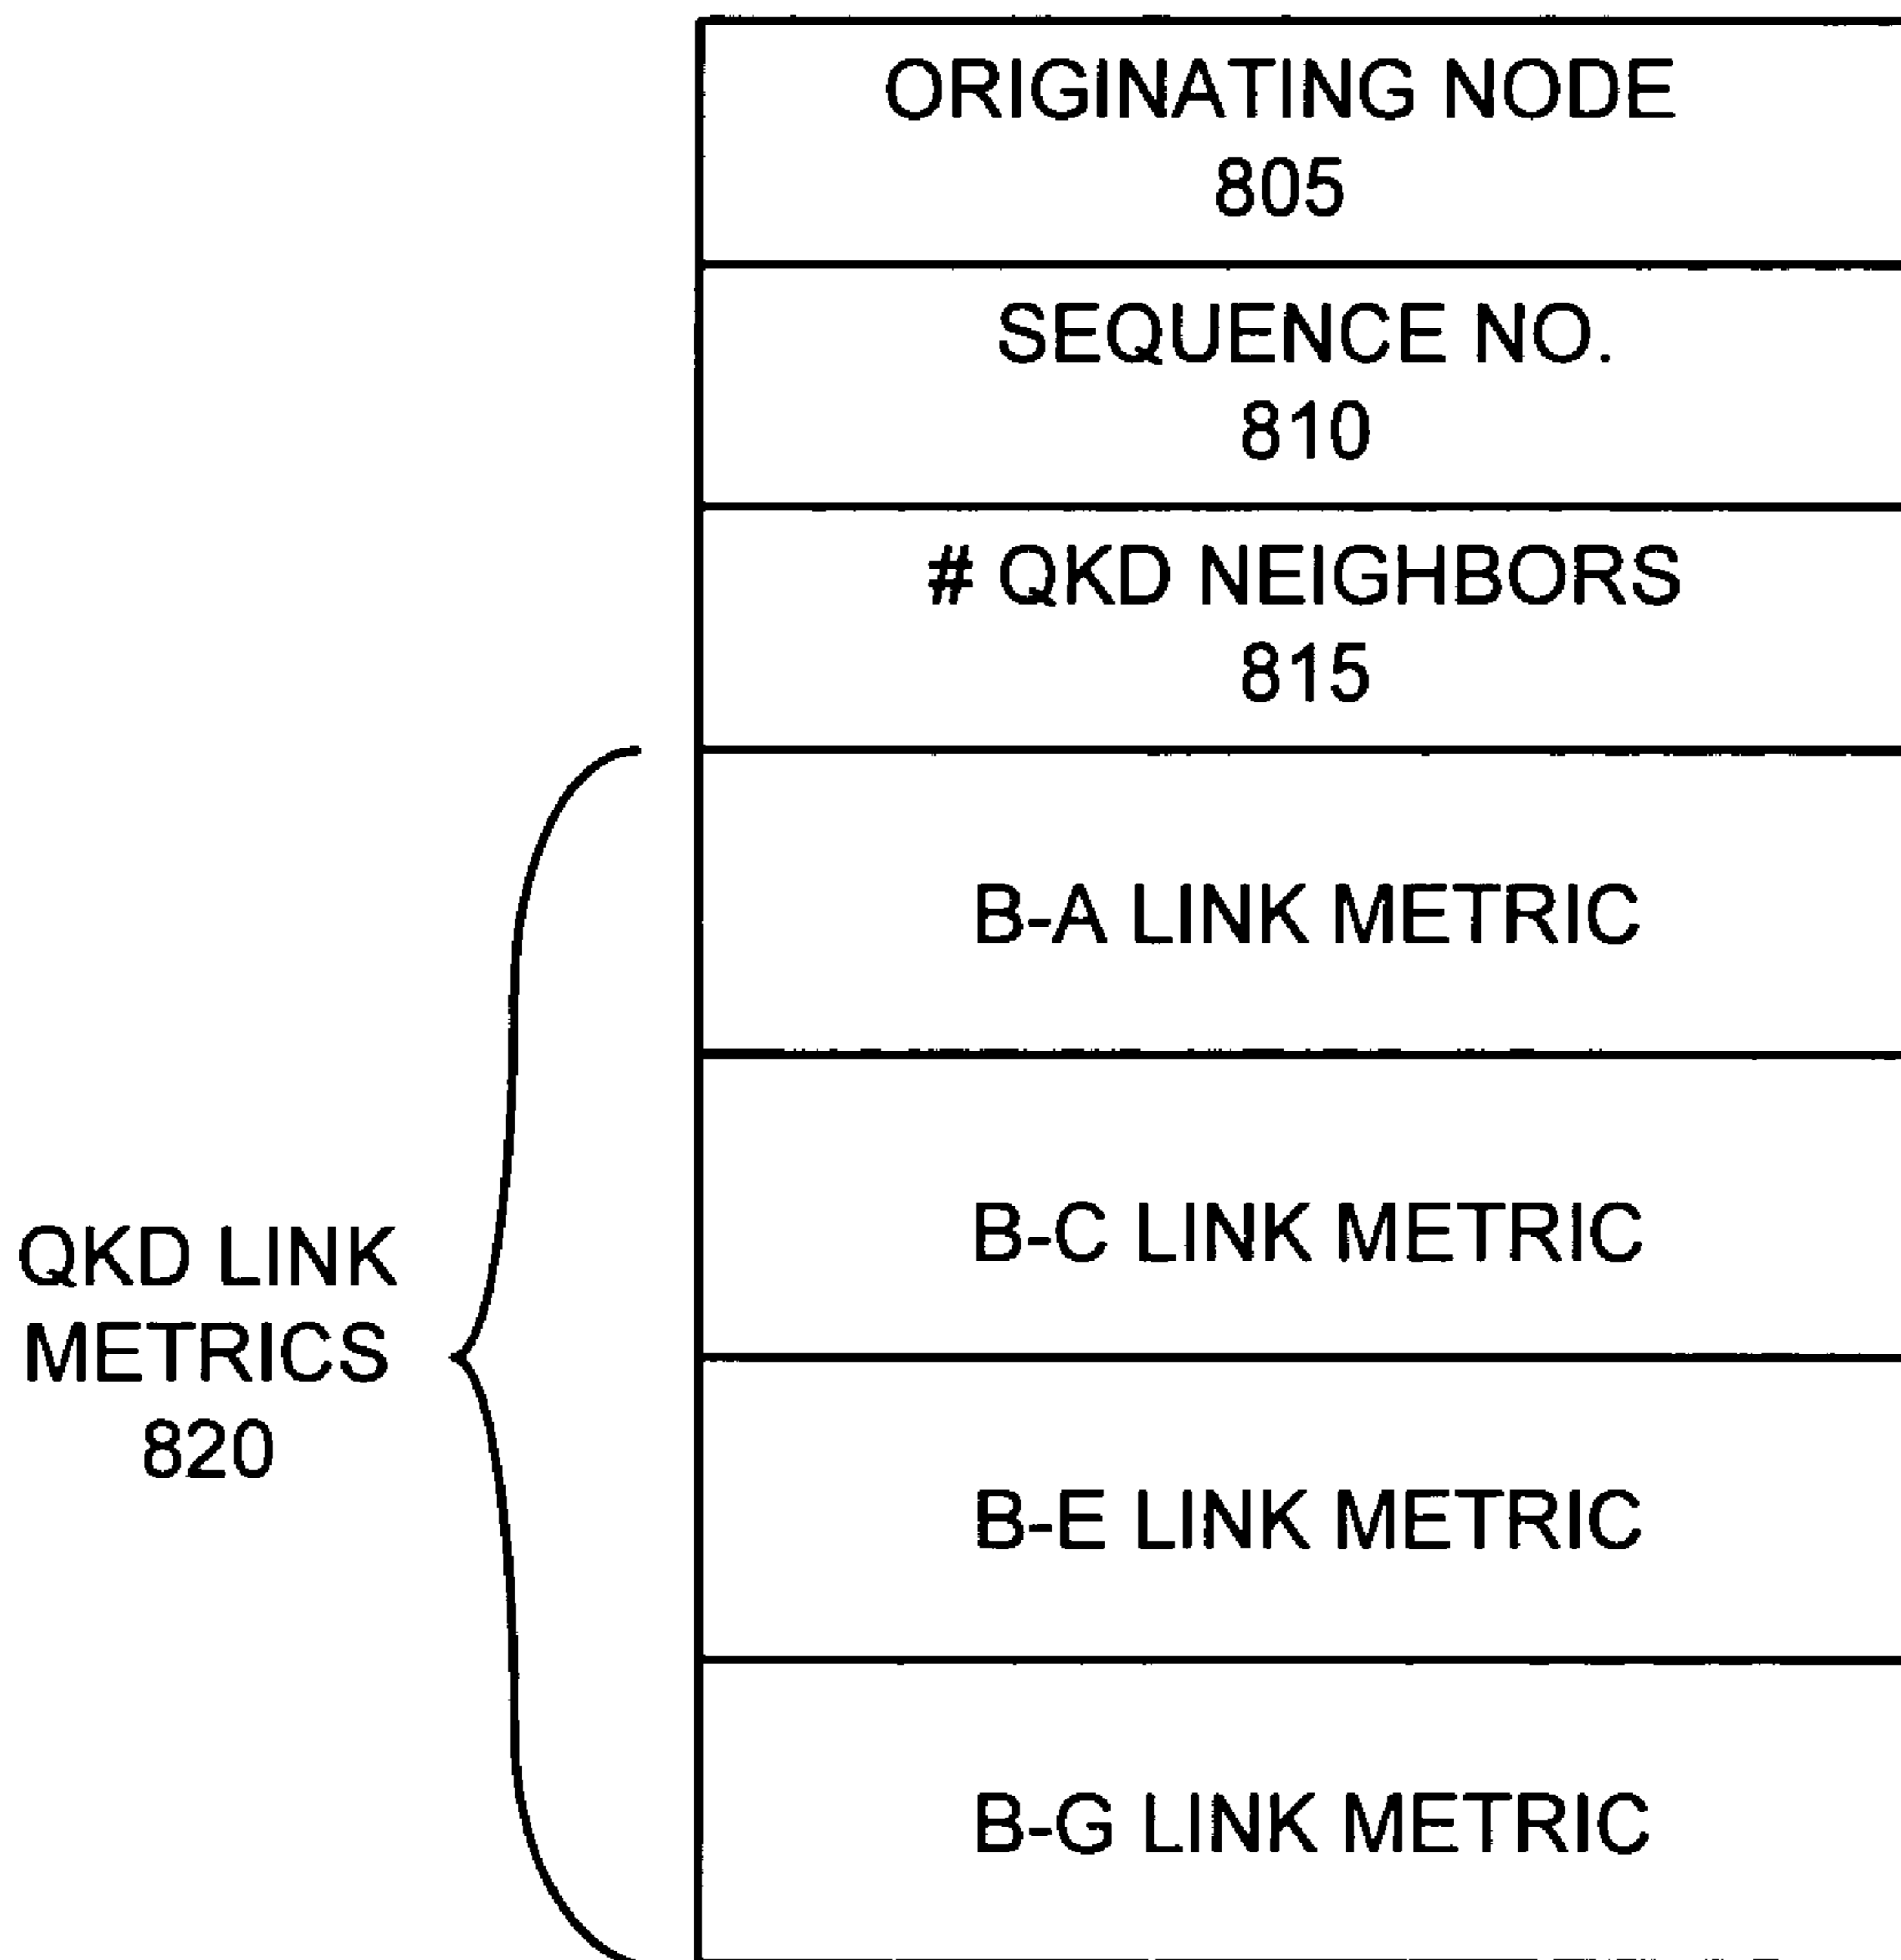 ORIGINATING NODE
805
SEQUENCE NO.
810
# QKD NEIGHBORS
815
QKD LINK
METRICS
820
B-A LINK METRIC
B-C LINK METRIC
B-E LINK METRIC
B-G LINK METRIC